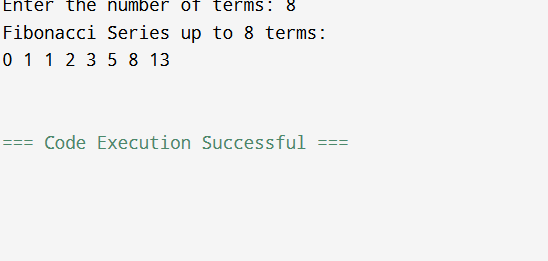 Enter the number of terms: 8
Fibonacci Series up to 8 terms:
0 1 1 2 3 5 8 13
=== Code Execution Successful ===